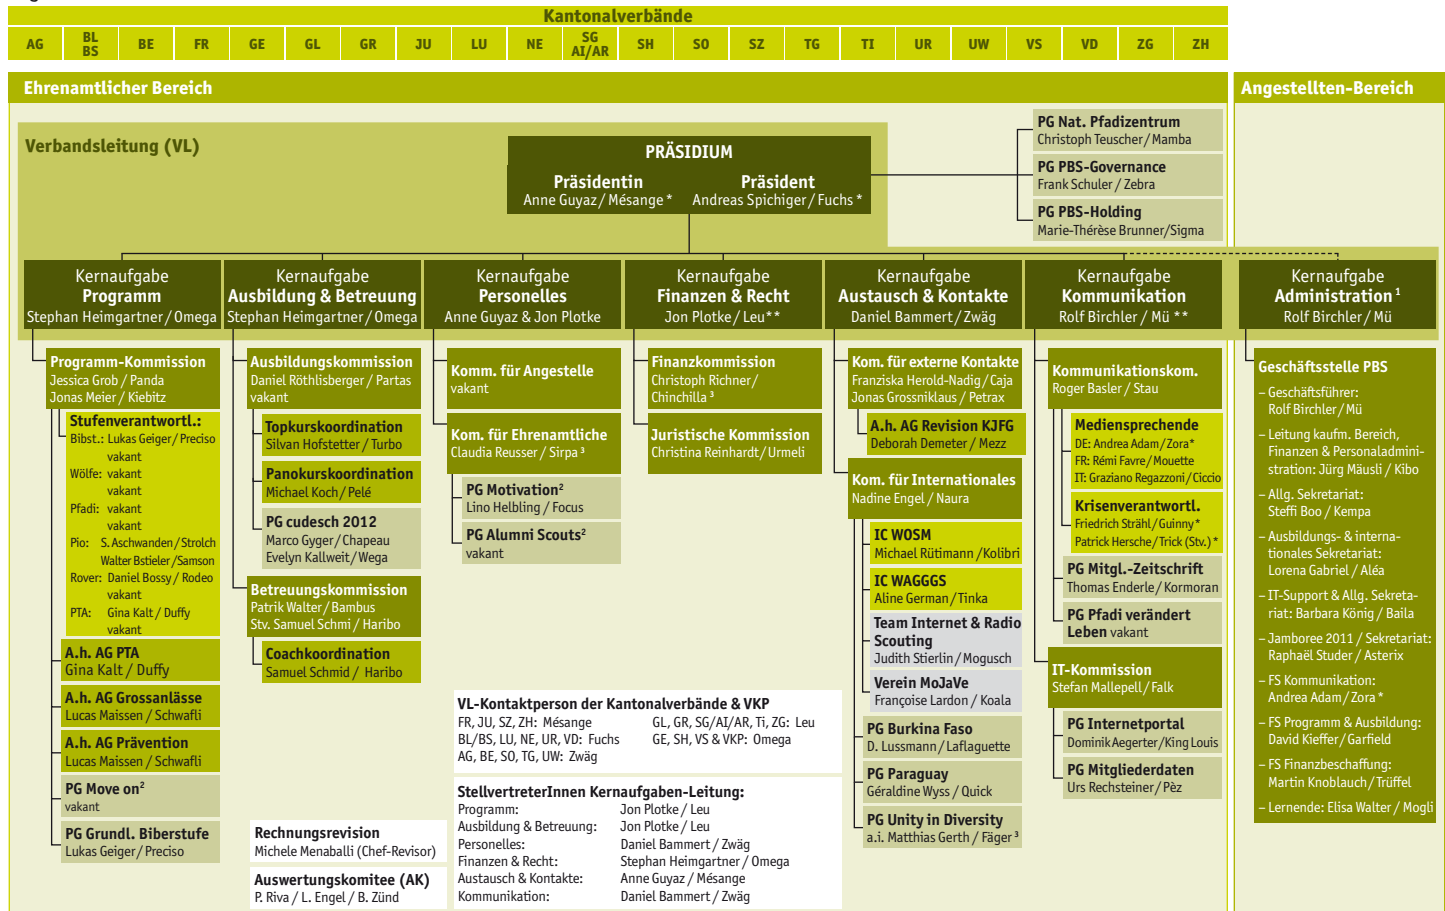 Kantonalverbände
AG
BL
BS
BE
FR
GE
GL
GR
JU
LU
NE
SG
AI/AR
SH
SO
SZ
TG
TI
UR
UW
VS
VD
ZG
ZH
Ehrenamtlicher Bereich
Angestellten-Bereich
Verbandsleitung (VL)
PRÄSIDIUM
Präsidentin
Anne Guyaz / Mésange *
Präsident
Andreas Spichiger / Fuchs *
PG Nat. Pfadizentrum
Christoph Teuscher / Mamba
PG PBS-Governance
Frank Schuler / Zebra
PG PBS-Holding
Marie-Thérèse Brunner/Sigma
Kernaufgabe
Programm
Stephan Heimgartner / Omega
Kernaufgabe
Ausbildung & Betreuung
Stephan Heimgartner / Omega
Kernaufgabe
Personelles
Anne Guyaz & Jon Plotke
Kernaufgabe
Finanzen & Recht
Jon Plotke / Leu **
Kernaufgabe
Austausch & Kontakte
Daniel Bammert / Zwäg
Kernaufgabe
Kommunikation
Rolf Birchler / Mü **
Kernaufgabe
Administration ¹
Rolf Birchler / Mü
Programm-Kommission
Jessica Grob / Panda
Jonas Meier / Kiebitz
Stufenverantwortl.:
Bibst.: Lukas Geiger / Preciso
vakant
Wölfe: vakant
vakant
Pfadi: vakant
vakant
Pio: S. Aschwanden / Strolch
Walter Bstieler /Samson
Rover: Daniel Bossy / Rodeo
vakant
PTA: Gina Kalt / Duffy
vakant
A.h. AG PTA
Gina Kalt / Duffy
A.h. AG Grossanlässe
Lucas Maissen / Schwafli
A.h. AG Prävention
Lucas Maissen / Schwafli
PG Move on²
vakant
PG Grundl. Biberstufe
Lukas Geiger / Preciso
Ausbildungskommission
Daniel Röthlisberger / Partas
vakant
Topkurskoordination
Silvan Hofstetter / Turbo
Panokurskoordination
Michael Koch / Pelé
PG cudesch 2012
Marco Gyger / Chapeau
Evelyn Kallweit / Wega
Betreuungskommission
Patrik Walter / Bambus
Stv. Samuel Schmi / Haribo
Coachkoordination
Samuel Schmid / Haribo
Rechnungsrevision
Michele Menaballi (Chef-Revisor)
Auswertungskomitee (AK)
P. Riva / L. Engel / B. Zünd
Komm. für Angestelle
vakant
Kom. für Ehrenamtliche
Claudia Reusser / Sirpa ³
PG Motivation²
Lino Helbling / Focus
PG Alumni Scouts²
vakant
Finanzkommission
Christoph Richner /
Chinchilla ³
Juristische Kommission
Christina Reinhardt / Urmeli
VL-Kontaktperson der Kantonalverbände & VKP
FR, JU, SZ, ZH: Mésange
BL/BS, LU, NE, UR, VD: Fuchs
AG, BE, SO, TG, UW: Zwäg
GL, GR, SG/AI/AR, Ti, ZG: Leu
GE, SH, VS & VKP: Omega
StellvertreterInnen Kernaufgaben-Leitung:
Programm: Jon Plotke / Leu
Ausbildung & Betreuung: Jon Plotke / Leu
Personelles: Daniel Bammert / Zwäg
Finanzen & Recht: Stephan Heimgartner / Omega
Austausch & Kontakte: Anne Guyaz / Mésange
Kommunikation: Daniel Bammert / Zwäg
Kom. für externe Kontakte
Franziska Herold-Nadig / Caja
Jonas Grossniklaus / Petrax
A.h. AG Revision KJFG
Deborah Demeter / Mezz
Kom. für Internationales
Nadine Engel / Naura
IC WOSM
Michael Rütimann /Kolibri
IC WAGGGS
Aline German / Tinka
Team Internet & Radio
Scouting
Judith Stierlin / Mogusch
Verein MoJaVe
Françoise Lardon / Koala
PG Burkina Faso
D. Lussmann / Laflaguette
PG Paraguay
Géraldine Wyss / Quick
PG Unity in Diversity
a.i. Matthias Gerth / Fäger ³
Kommunikationskom.
Roger Basler / Stau
Mediensprechende
DE: Andrea Adam / Zora *
FR: Rémi Favre / Mouette
IT: Graziano Regazzoni / Ciccio
Krisenverantwortl.
Friedrich Strähl / Guinny *
Patrick Hersche / Trick (Stv.) *
PG Mitgl.-Zeitschrift
Thomas Enderle / Kormoran
PG Pfadi verändert
Leben vakant
IT-Kommission
Stefan Mallepell / Falk
PG Internetportal
Dominik Aegerter/King Louis
PG Mitgliederdaten
Urs Rechsteiner / Pèz
Geschäftsstelle PBS
– Geschäftsführer:
Rolf Birchler / Mü
– Leitung kaufm. Bereich,
Finanzen & Personaladmini-
stration: Jürg Mäusli / Kibo
– Allg. Sekretariat:
Steffi Boo / Kempa
– Ausbildungs- & interna-
tionales Sekretariat:
Lorena Gabriel / Aléa
– IT-Support & Allg. Sekreta-
riat: Barbara König / Baila
– Jamboree 2011 / Sekretariat:
Raphaël Studer / Asterix
– FS Kommunikation:
Andrea Adam / Zora *
– FS Programm & Ausbildung:
David Kieffer / Garfield
– FS Finanzbeschaffung:
Martin Knoblauch / Trüffel
– Lernende: Elisa Walter / Mogli